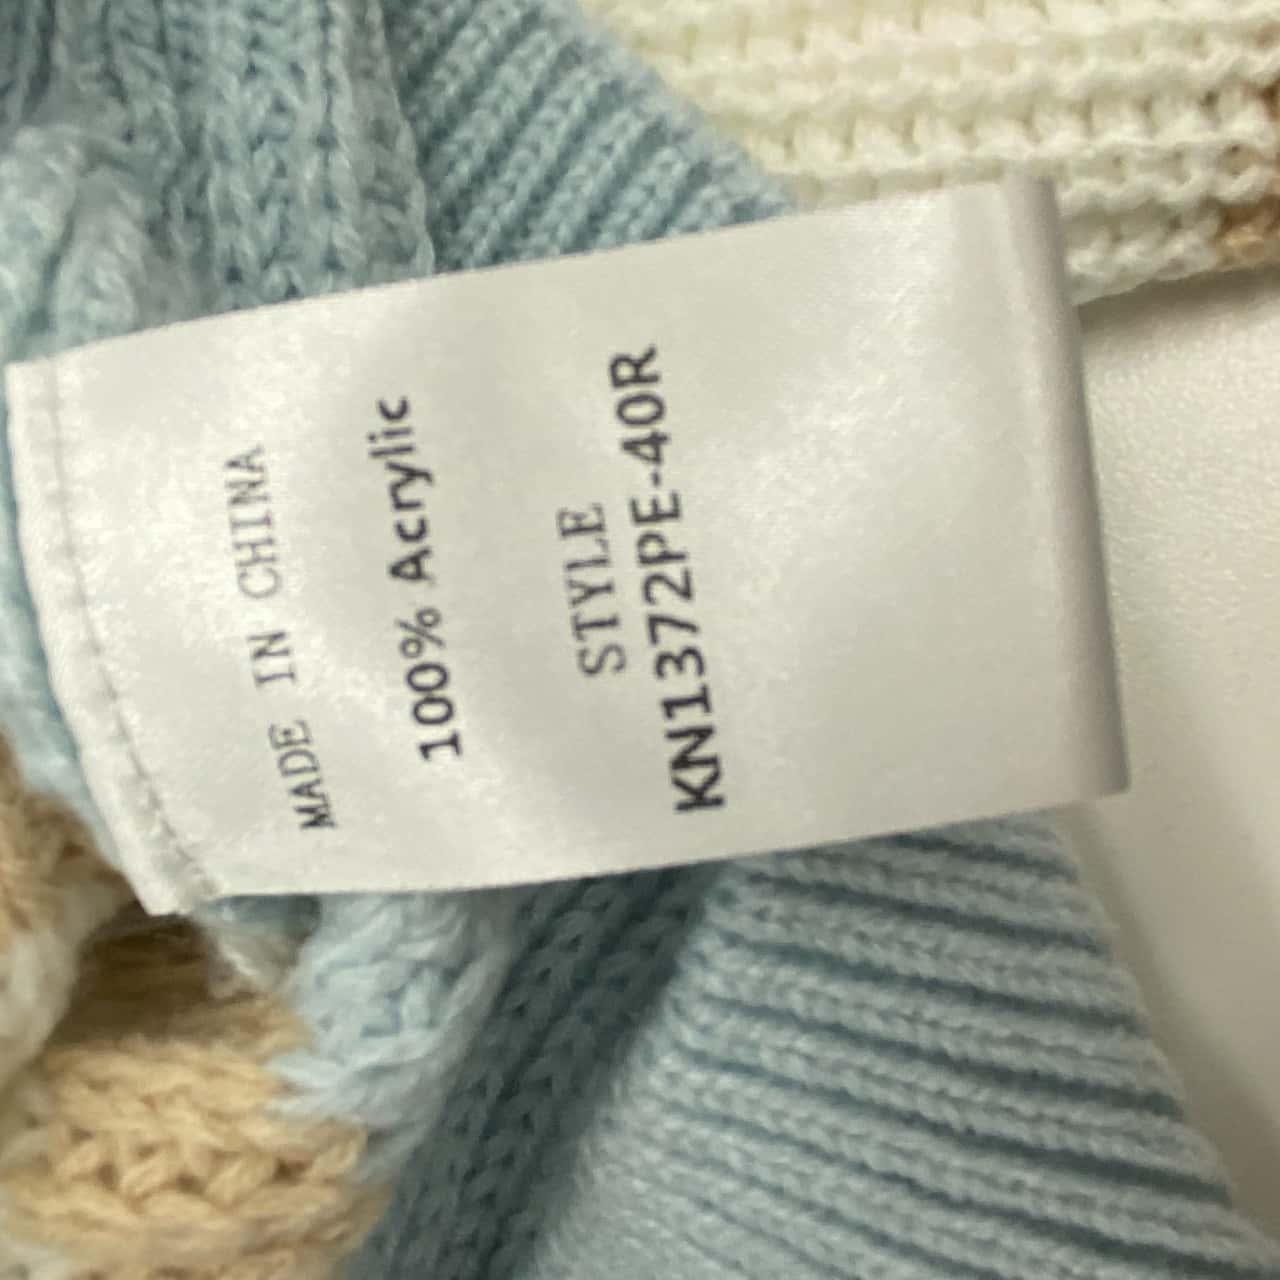 MADE IN CHINA
100% Acrylic
STYLE
KN1372PE-40R